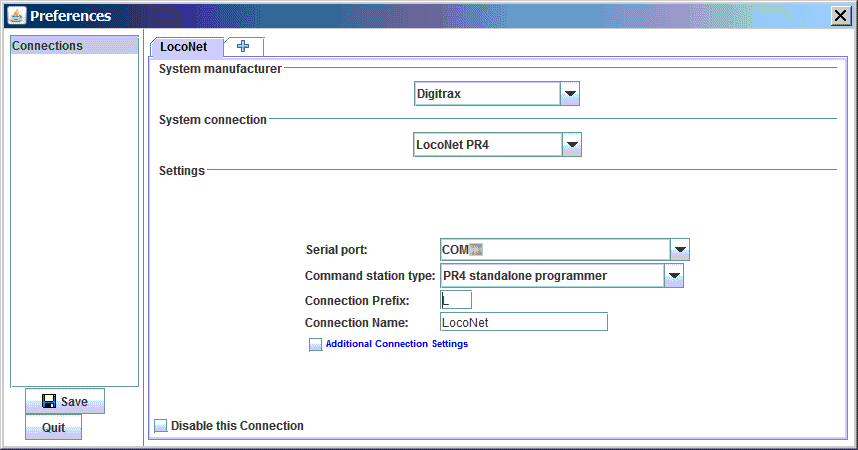 Preferences
Connections
LocoNet
System manufacturer
Digitrax
System connection
LocoNet PR4
Settings
Serial port: COM
Command station type: PR4 standalone programmer
Connection Prefix: L
Connection Name: LocoNet
Additional Connection Settings
Save
Quit
Disable this Connection